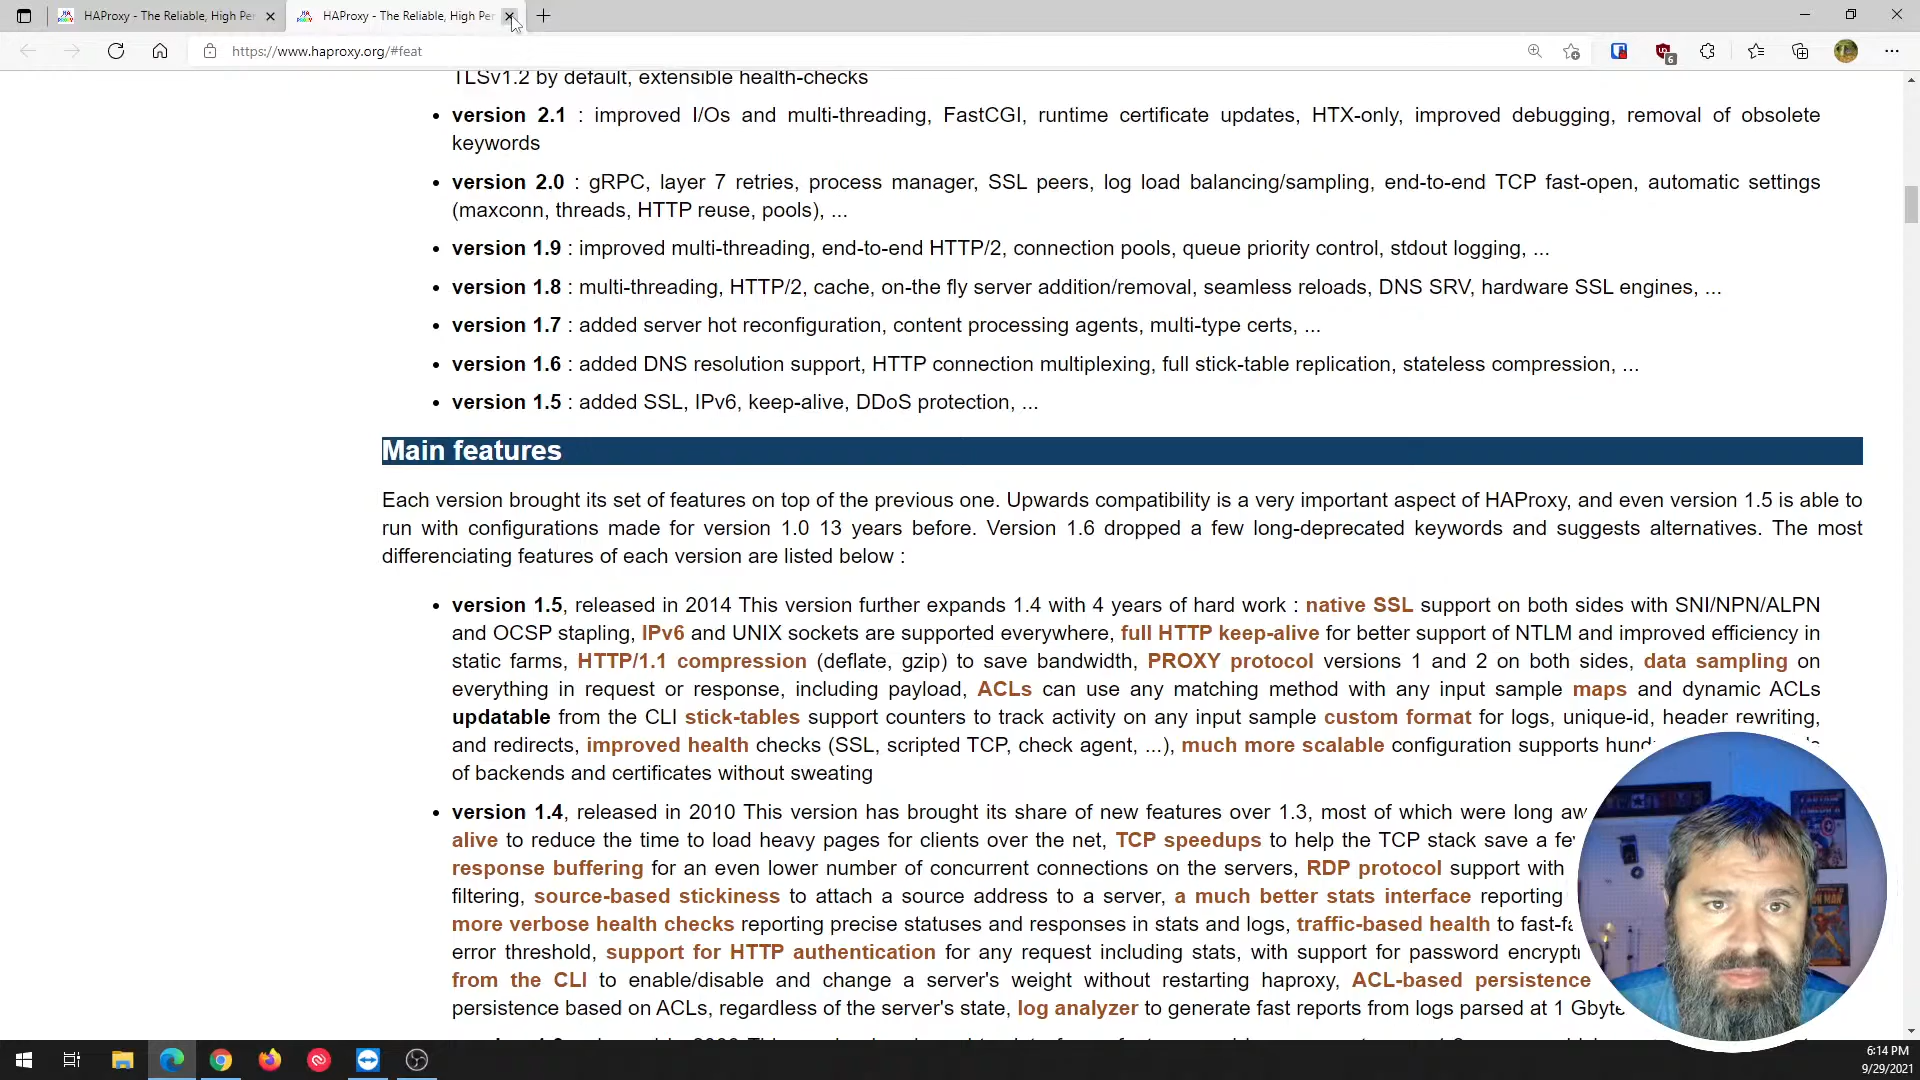 HAProxy - The Reliable, High Per
HAProxy - The Reliable, High Per
https://www.haproxy.org/#feat
6
TLSv1.2 by default, extensible health-checks
• version 2.1 : improved I/Os and multi-threading, FastCGI, runtime certificate updates, HTX-only, improved debugging, removal of obsolete
keywords
• version 2.0 : gRPC, layer 7 retries, process manager, SSL peers, log load balancing/sampling, end-to-end TCP fast-open, automatic settings
(maxconn, threads, HTTP reuse, pools), ...
• version 1.9 : improved multi-threading, end-to-end HTTP/2, connection pools, queue priority control, stdout logging, ...
• version 1.8 : multi-threading, HTTP/2, cache, on-the fly server addition/removal, seamless reloads, DNS SRV, hardware SSL engines, ...
• version 1.7 : added server hot reconfiguration, content processing agents, multi-type certs, ...
• version 1.6 : added DNS resolution support, HTTP connection multiplexing, full stick-table replication, stateless compression, ...
• version 1.5 : added SSL, IPv6, keep-alive, DDoS protection, ...
Main features
Each version brought its set of features on top of the previous one. Upwards compatibility is a very important aspect of HAProxy, and even version 1.5 is able to
run with configurations made for version 1.0 13 years before. Version 1.6 dropped a few long-deprecated keywords and suggests alternatives. The most
differenciating features of each version are listed below :
• version 1.5, released in 2014 This version further expands 1.4 with 4 years of hard work : native SSL support on both sides with SNI/NPN/ALPN
and OCSP stapling, IPv6 and UNIX sockets are supported everywhere, full HTTP keep-alive for better support of NTLM and improved efficiency in
static farms, HTTP/1.1 compression (deflate, gzip) to save bandwidth, PROXY protocol versions 1 and 2 on both sides, data sampling on
everything in request or response, including payload, ACLs can use any matching method with any input sample maps and dynamic ACLs
updatable from the CLI stick-tables support counters to track activity on any input sample custom format for logs, unique-id, header rewriting,
and redirects, improved health checks (SSL, scripted TCP, check agent, ...), much more scalable configuration supports
of backends and certificates without sweating
• version 1.4, released in 2010 This version has brought its share of new features over 1.3, most of which were long
alive to reduce the time to load heavy pages for clients over the net, TCP speedups to help the TCP stack save a
response buffering for an even lower number of concurrent connections on the servers, RDP protocol support with
filtering, source-based stickiness to attach a source address to a server, a much better stats interface reporting
more verbose health checks reporting precise statuses and responses in stats and logs, traffic-based health to
error threshold, support for HTTP authentication for any request including stats, with support for password
from the CLI to enable/disable and change a server's weight without restarting haproxy, ACL-based persistence
persistence based on ACLs, regardless of the server's state, log analyzer to generate fast reports from logs parsed at 1
6:14 PM
9/29/2021